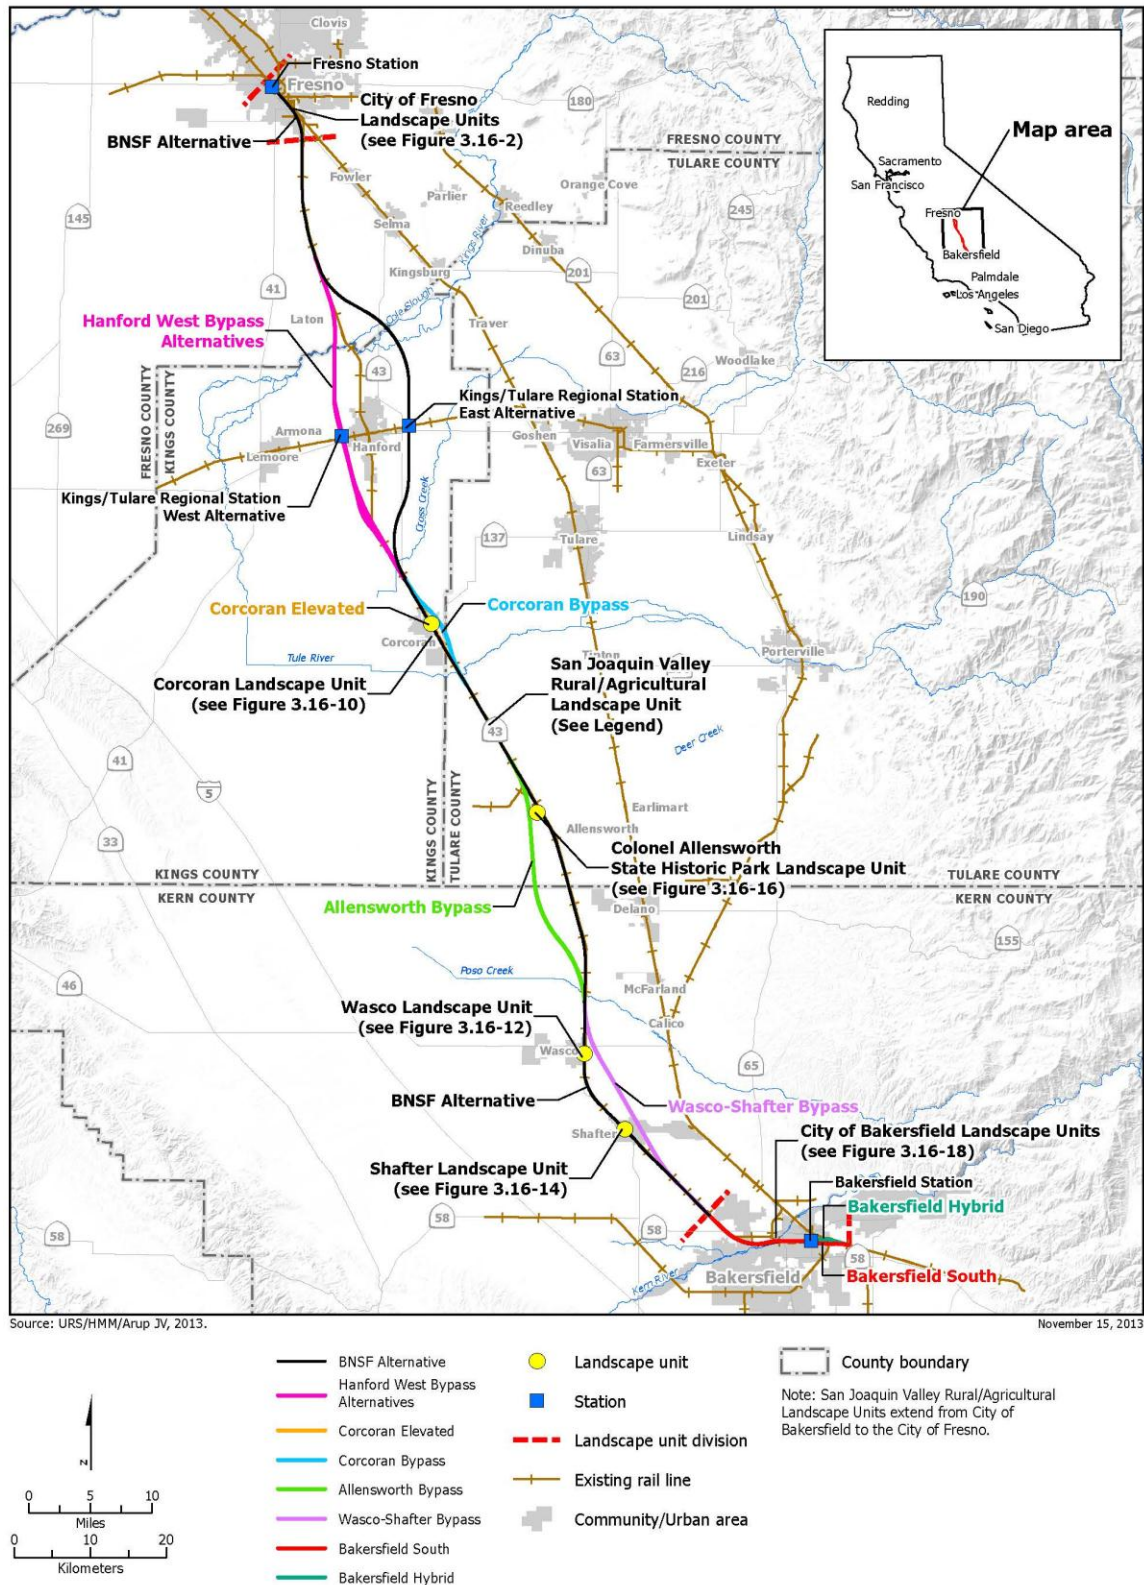 Clovis
Fresno Station
Fresno
City of Fresno
Landscape Units
(see Figure 3.16-2)
BNSF Alternative
180
FRESNO COUNTY
TULARE COUNTY
Fowler
Parlier
Orange Cove
Reedley
145
Selma
Kings River
245
Dinuba
Kingsburg
201
41
Cole Slough
201
Laton
Traver
Hanford West Bypass
Alternatives
63
Woodlake
43
216
FRESNO COUNTY
KINGS COUNTY
Kings/Tulare Regional Station
East Alternative
269
Armona
Goshen
Visalia
Farmersville
Hanford
Lemoore
63
Exeter
Kings/Tulare Regional Station
West Alternative
Cross Creek
137
Tulare
Lindsay
Corcoran Elevated
Corcoran Bypass
190
Corcoran
Tule River
Tipton
Porterville
San Joaquin Valley
Rural/Agricultural
Landscape Unit
(See Legend)
Corcoran Landscape Unit
(see Figure 3.16-10)
43
Deer Creek
41
5
KINGS COUNTY
TULARE COUNTY
33
Earlimart
Allensworth
Colonel Allensworth
State Historic Park Landscape Unit
(see Figure 3.16-16)
KINGS COUNTY
KERN COUNTY
TULARE COUNTY
KERN COUNTY
Allensworth Bypass
Delano
155
Poso Creek
46
McFarland
Wasco Landscape Unit
(see Figure 3.16-12)
Calico
Wasco
65
BNSF Alternative
Wasco-Shafter Bypass
Shafter
City of Bakersfield Landscape Units
(see Figure 3.16-18)
Shafter Landscape Unit
(see Figure 3.16-14)
Bakersfield Station
Bakersfield Hybrid
58
58
58
58
Kern River
Bakersfield
Bakersfield South
Redding
Map area
Sacramento
San Francisco
Fresno
Bakersfield
Palmdale
Los Angeles
San Diego
Source: URS/HMM/Arup JV, 2013.
November 15, 2013
BNSF Alternative
Hanford West Bypass
Alternatives
Corcoran Elevated
Corcoran Bypass
Allensworth Bypass
Wasco-Shafter Bypass
Bakersfield South
Bakersfield Hybrid
Landscape unit
Station
Landscape unit division
Existing rail line
Community/Urban area
County boundary
Note: San Joaquin Valley Rural/Agricultural
Landscape Units extend from City of
Bakersfield to the City of Fresno.
N
0 5 10
Miles
0 10 20
Kilometers